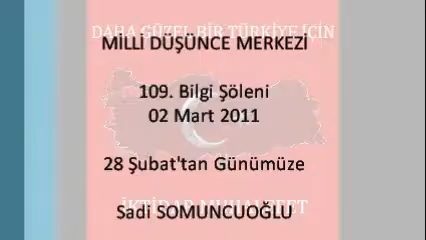 DAHA GÜZEL BİR TÜRKİYE İÇİN
MİLLİ DÜŞÜNCE MERKEZİ
109. Bilgi Şöleni
02 Mart 2011
28 Şubat'tan Günümüze
Sadi SOMUNCUOĞLU